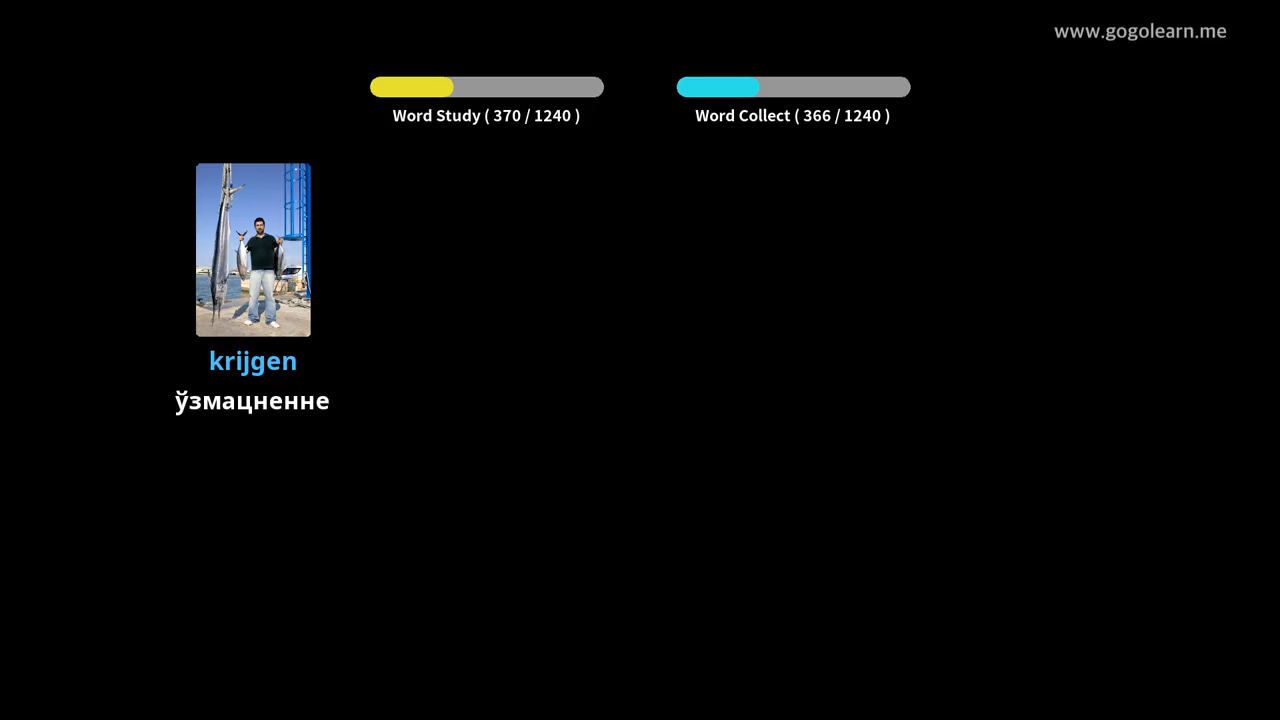 www.gogolearn.me
Word Study ( 370 / 1240 )
Word Collect ( 366 / 1240 )
krijgen
ўзмацненне